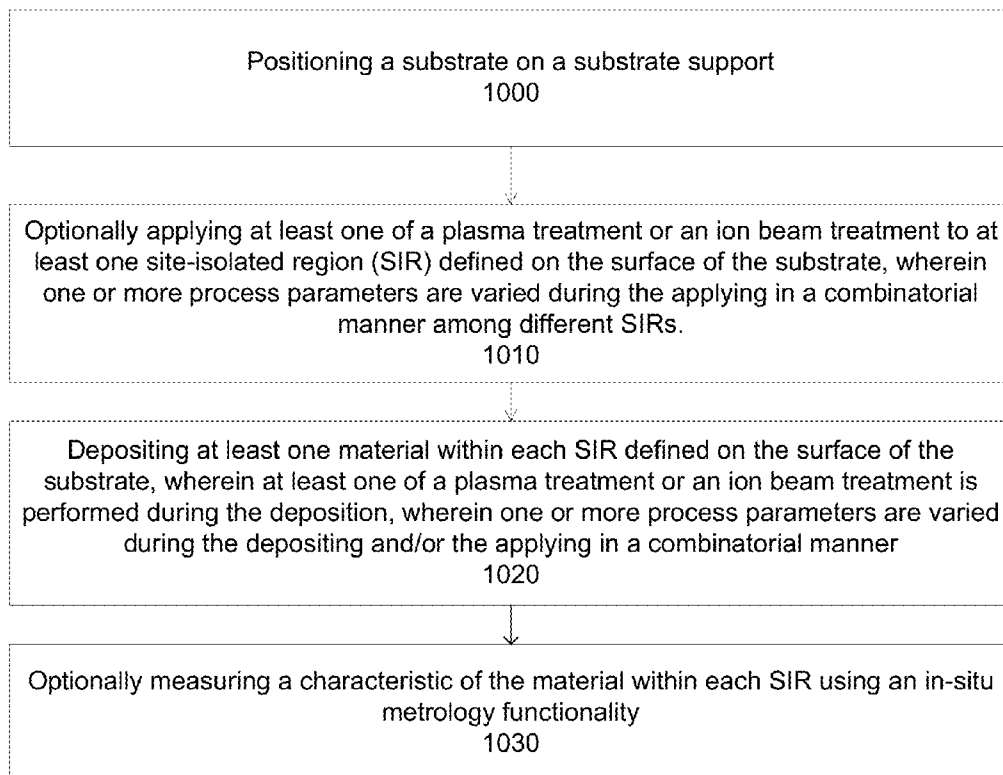 Positioning a substrate on a substrate support
1000
Optionally applying at least one of a plasma treatment or an ion beam treatment to at
least one site-isolated region (SIR) defined on the surface of the substrate, wherein
one or more process parameters are varied during the applying in a combinatorial
manner among different SIRs.
1010
Depositing at least one material within each SIR defined on the surface of the
substrate, wherein at least one of a plasma treatment or an ion beam treatment is
performed during the deposition, wherein one or more process parameters are varied
during the depositing and/or the applying in a combinatorial manner
1020
Optionally measuring a characteristic of the material within each SIR using an in-situ
metrology functionality
1030